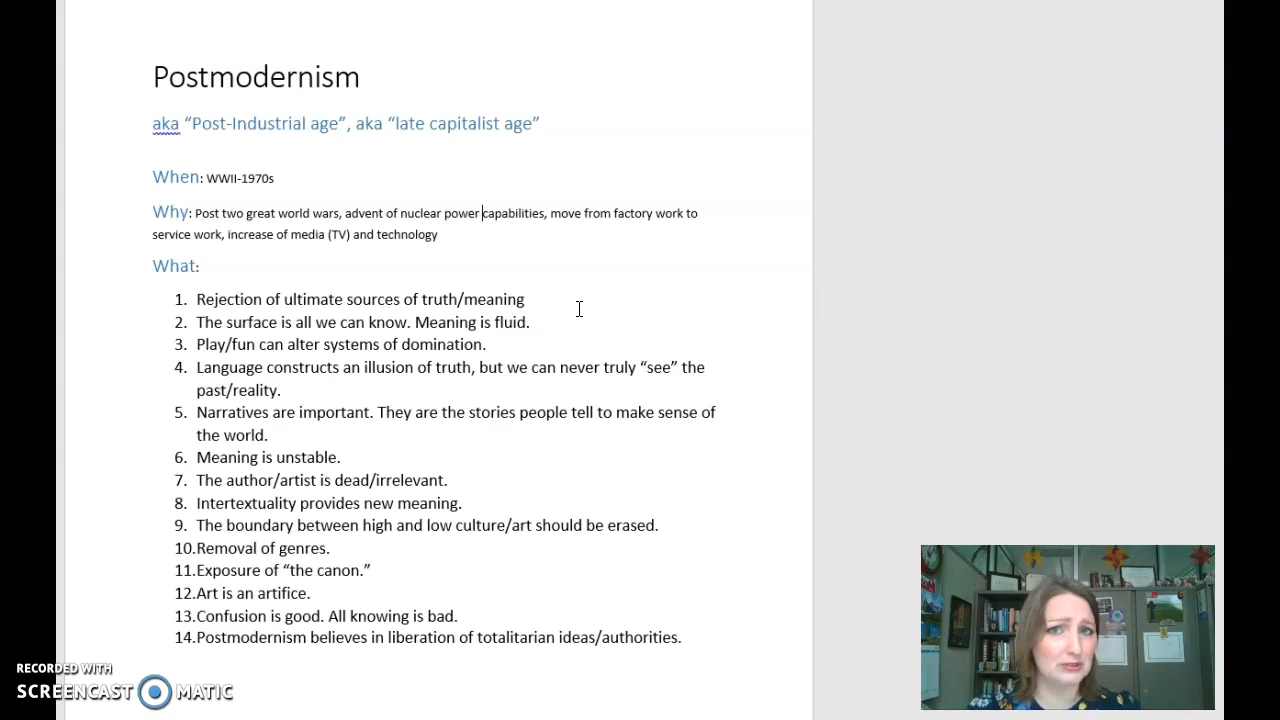 Postmodernism
aka “Post-Industrial age”, aka “late capitalist age”
When: WWII-1970s
Why: Post two great world wars, advent of nuclear power capabilities, move from factory work to
service work, increase of media (TV) and technology
What:
1. Rejection of ultimate sources of truth/meaning
2. The surface is all we can know. Meaning is fluid.
3. Play/fun can alter systems of domination.
4. Language constructs an illusion of truth, but we can never truly “see” the
past/reality.
5. Narratives are important. They are the stories people tell to make sense of
the world.
6. Meaning is unstable.
7. The author/artist is dead/irrelevant.
8. Intertextuality provides new meaning.
9. The boundary between high and low culture/art should be erased.
10.Removal of genres.
11.Exposure of “the canon.”
12.Art is an artifice.
13.Confusion is good. All knowing is bad.
14.Postmodernism believes in liberation of totalitarian ideas/authorities.
RECORDED WITH
SCREENCAST MATIC